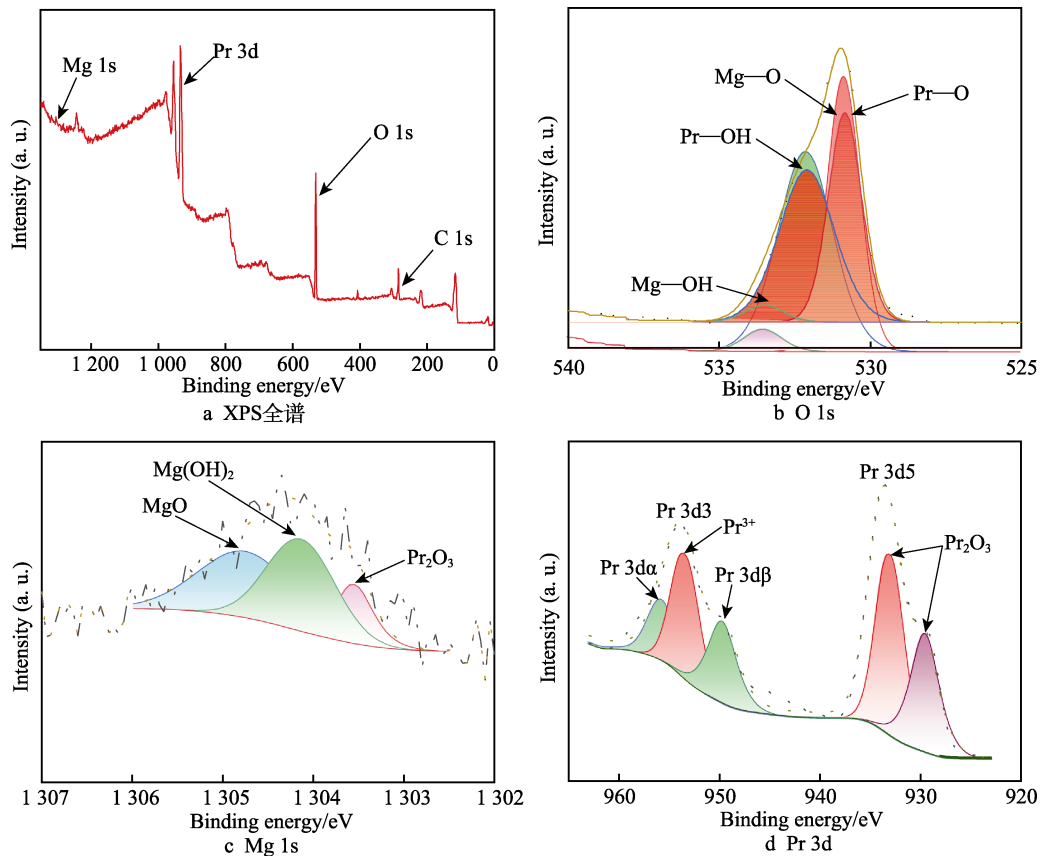 Mg 1s
Pr 3d
O 1s
C 1s
Intensity (a. u.)
1 200
1 000
800
600
400
200
0
Binding energy/eV
a XPS全谱
Mg—O
Pr—O
Pr—OH
Mg—OH
Intensity (a. u.)
540
535
530
525
Binding energy/eV
b O 1s
Mg(OH)₂
MgO
Pr₂O₃
Intensity (a. u.)
1 307
1 306
1 305
1 304
1 303
1 302
Binding energy/eV
c Mg 1s
Pr 3d5
Pr 3d3
Pr³⁺
Pr₂O₃
Pr 3dα
Pr 3dβ
Intensity (a. u.)
960
950
940
930
920
Binding energy/eV
d Pr 3d